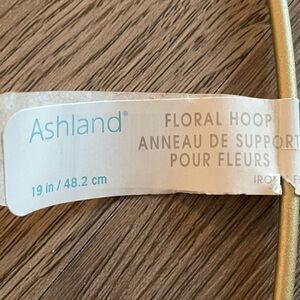 Ashland®
19 in / 48.2 cm
FLORAL HOOP
ANNEAU DE SUPPORT
POUR FLEURS